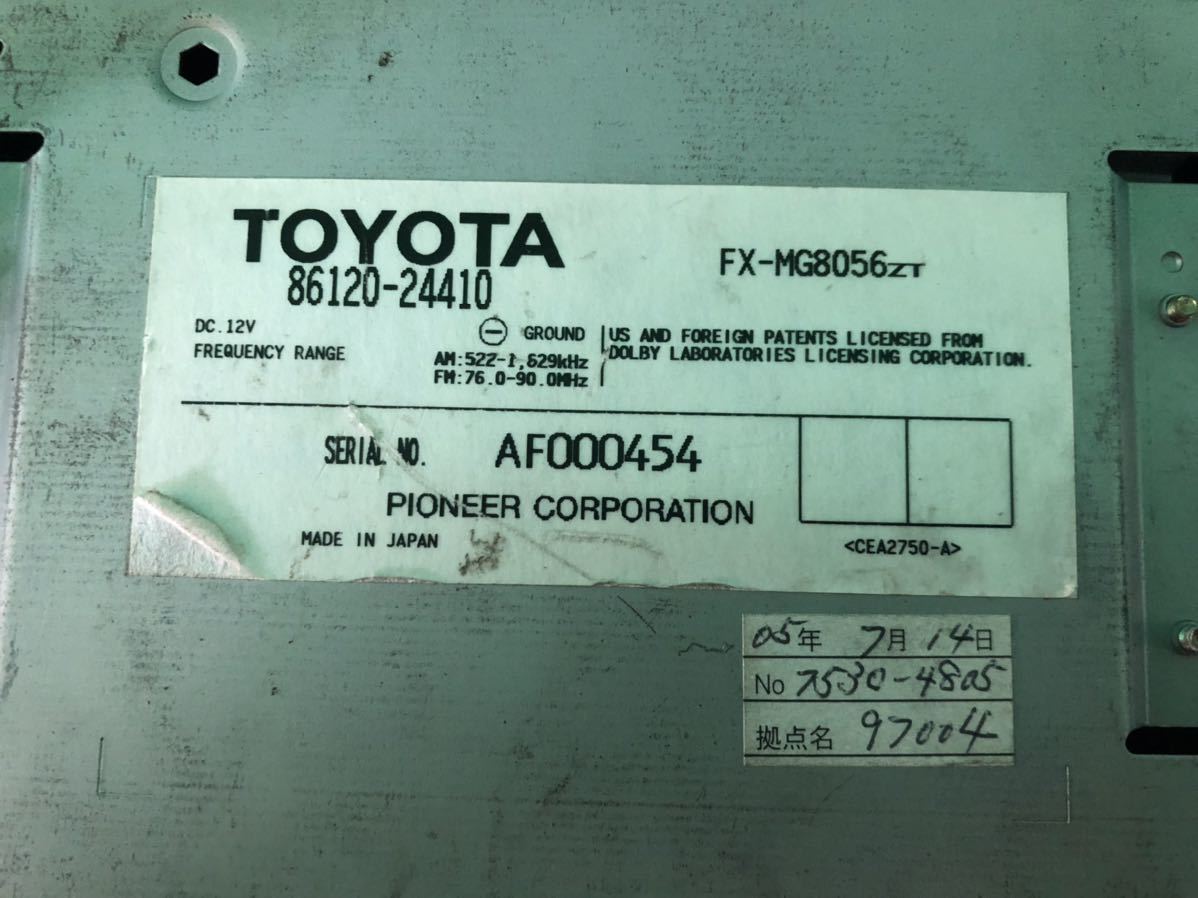 TOYOTA
86120-24410
FX-MG8056ZT
DC.12V
GROUND
FREQUENCY RANGE
AM:522-1,629kHz
FM:76.0-90.0MHz
US AND FOREIGN PATENTS LICENSED FROM
DOLBY LABORATORIES LICENSING CORPORATION.
SERIAL NO. AF000454
PIONEER CORPORATION
MADE IN JAPAN
<CEA2750-A>
05年 7月 14日
No 7530-4805
拠点名 97004